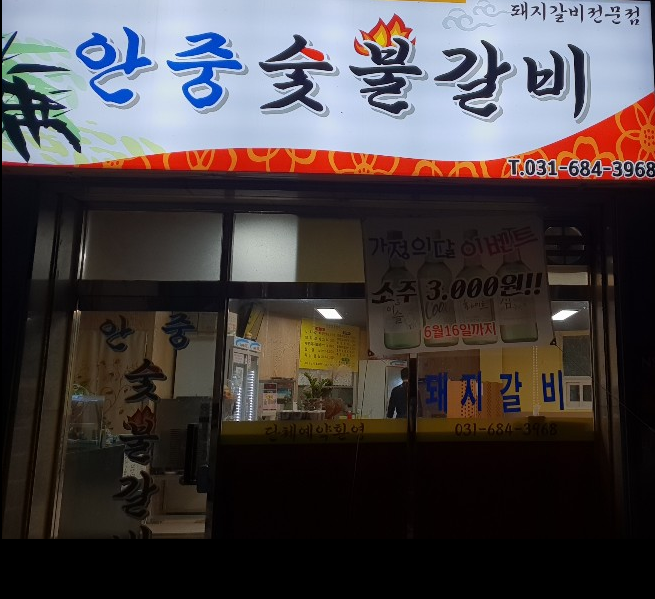 돼지갈비전문점
안중숯불갈비
T.031-684-3968
가정의달 이벤트
소주 3.000원!!
6월16일까지
안중
숯불갈비
돼지갈비
단체예약환영
031-684-3968